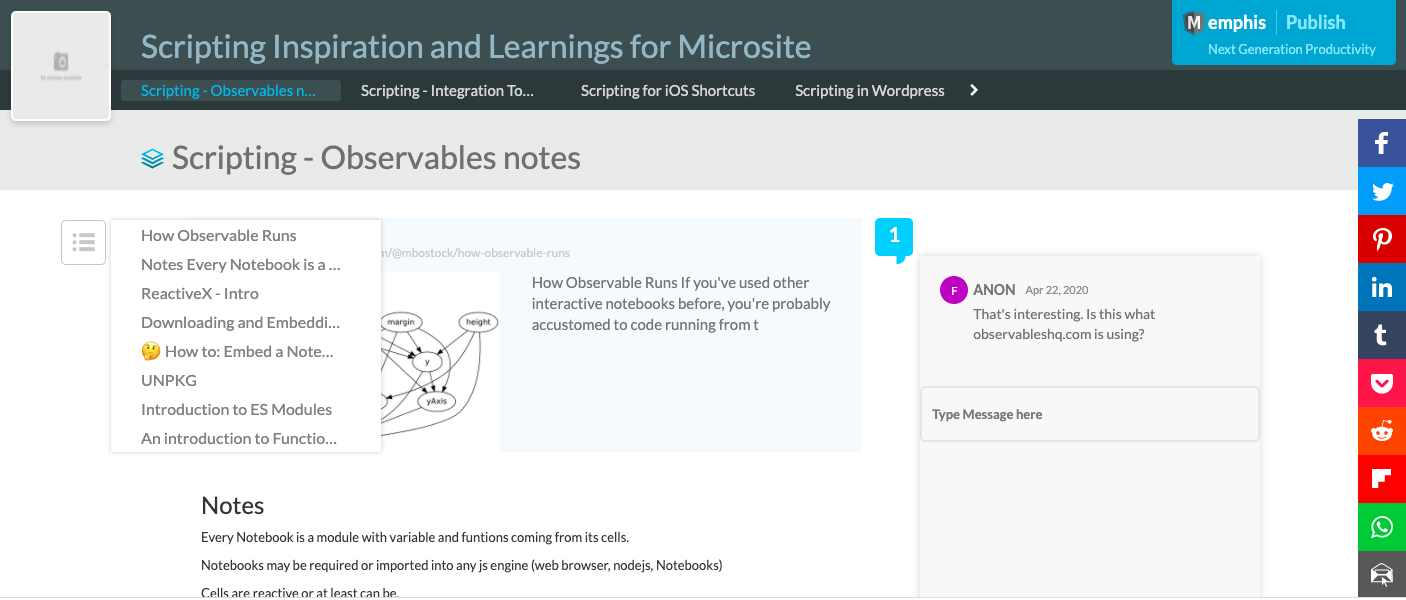 Scripting Inspiration and Learnings for Microsite
Memphis Publish
Next Generation Productivity
Scripting - Observables n... Scripting - Integration To... Scripting for iOS Shortcuts Scripting in Wordpress
Scripting - Observables notes
How Observable Runs
Notes Every Notebook is a ...
ReactiveX - Intro
Downloading and Embeddi...
🤔 How to: Embed a Note...
UNPKG
Introduction to ES Modules
An introduction to Functio...
m/@mbostock/how-observable-runs
margin
height
y
yAxis
How Observable Runs If you've used other
interactive notebooks before, you're probably
accustomed to code running from t
1
F ANON Apr 22, 2020
That's interesting. Is this what
observableshq.com is using?
Type Message here
Notes
Every Notebook is a module with variable and funtions coming from its cells.
Notebooks may be required or imported into any js engine (web browser, nodejs, Notebooks)
Cells are reactive or at least can be.